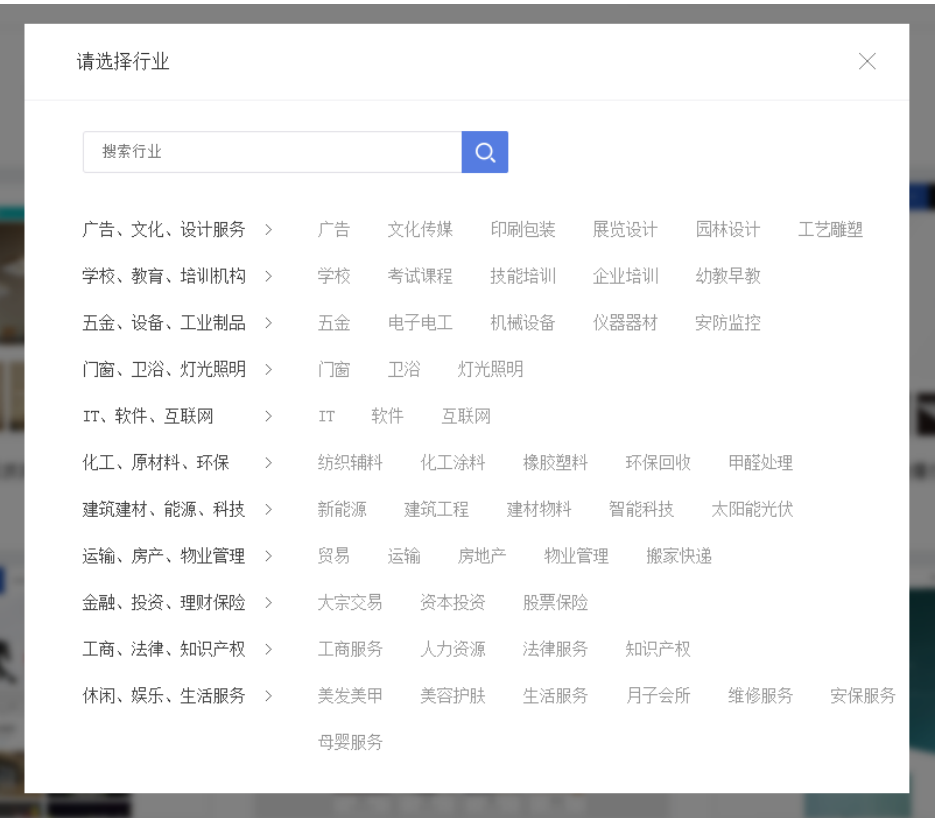 请选择行业
搜索行业
广告、文化、设计服务 > 广告 文化传媒 印刷包装 展览设计 园林设计 工艺雕塑
学校、教育、培训机构 > 学校 考试课程 技能培训 企业培训 幼教早教
五金、设备、工业制品 > 五金 电子电工 机械设备 仪器器材 安防监控
门窗、卫浴、灯光照明 > 门窗 卫浴 灯光照明
IT、软件、互联网 > IT 软件 互联网
化工、原材料、环保 > 纺织辅料 化工涂料 橡胶塑料 环保回收 甲醛处理
建筑建材、能源、科技 > 新能源 建筑工程 建材物料 智能科技 太阳能光伏
运输、房产、物业管理 > 贸易 运输 房地产 物业管理 搬家快递
金融、投资、理财保险 > 大宗交易 资本投资 股票保险
工商、法律、知识产权 > 工商服务 人力资源 法律服务 知识产权
休闲、娱乐、生活服务 > 美发美甲 美容护肤 生活服务 月子会所 维修服务 安保服务
母婴服务